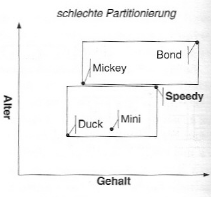 schlechte Partitionierung
Bond
Mickey
Speedy
Duck
Mini
Alter
Gehalt